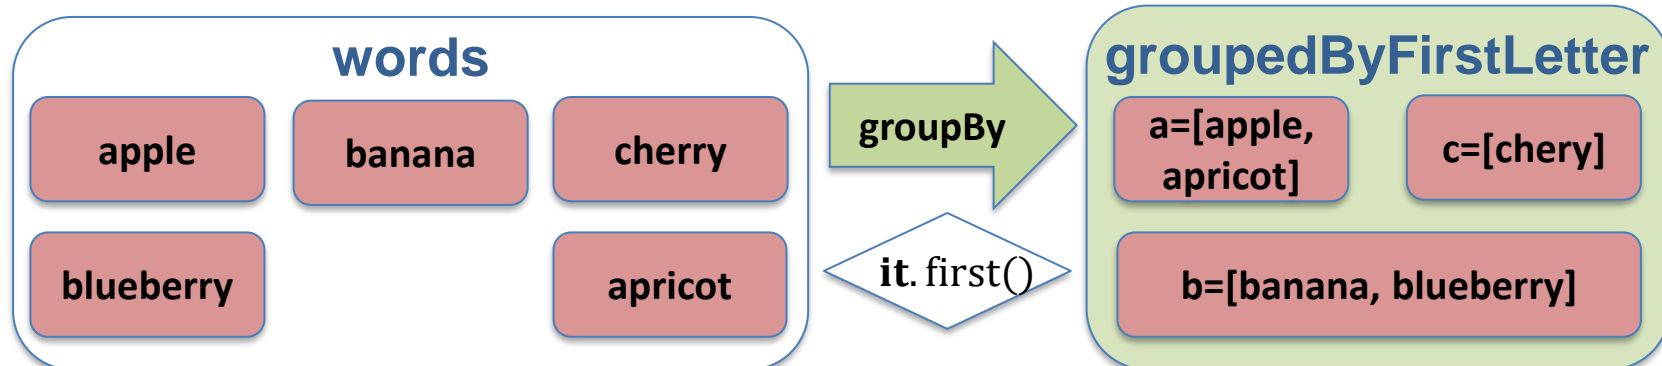 words
apple
banana
cherry
blueberry
apricot
groupBy
it.first()
groupedByFirstLetter
a=[apple,
apricot]
c=[chery]
b=[banana, blueberry]